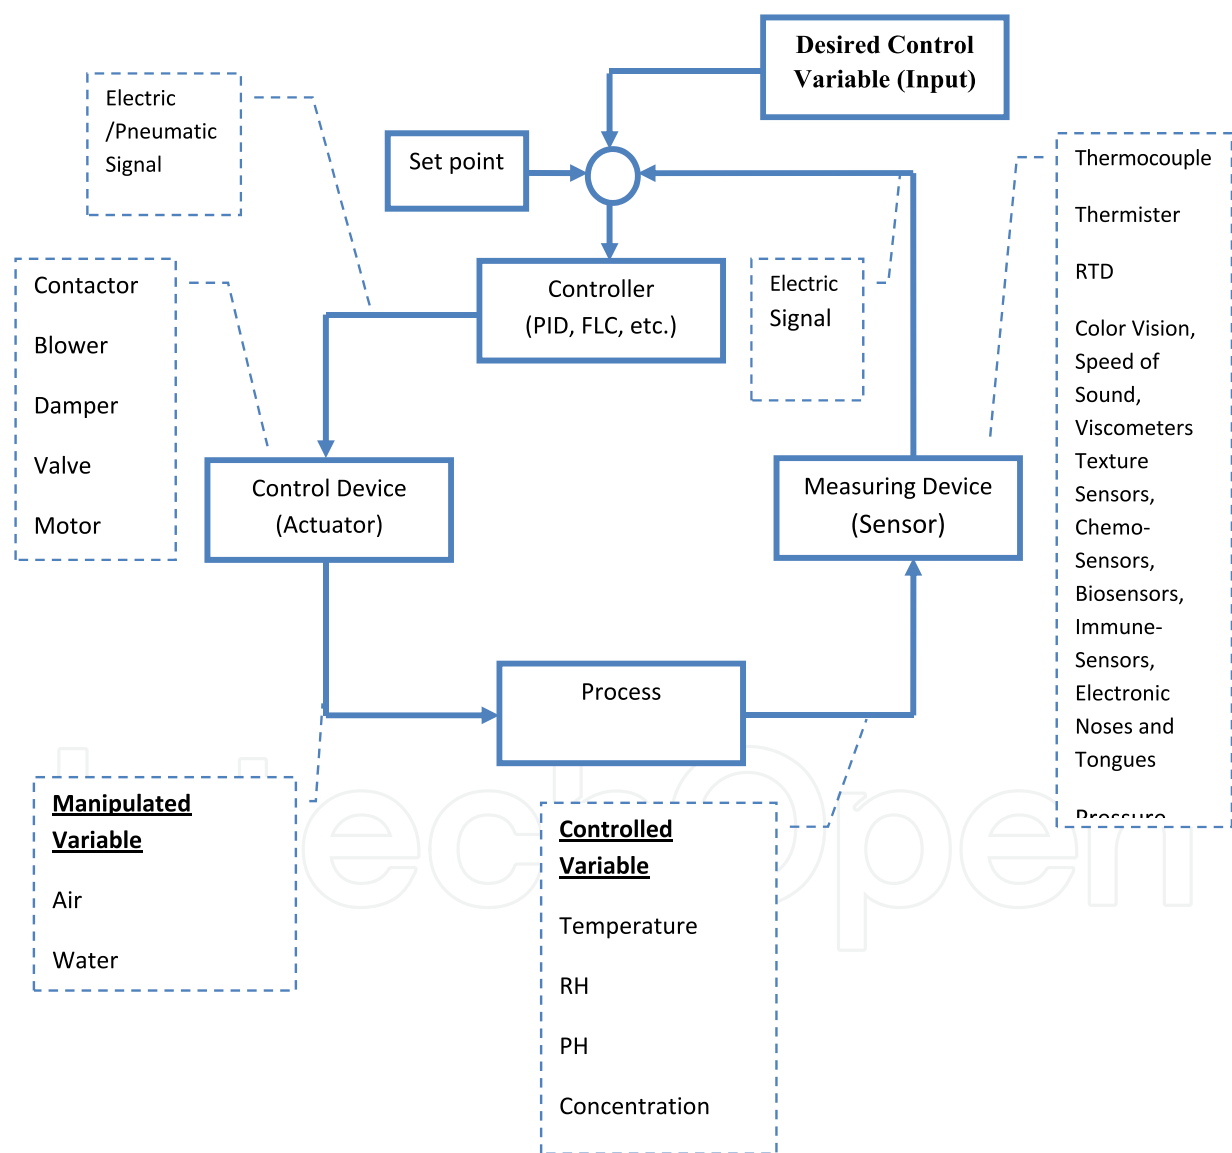 Desired Control
Variable (Input)
Electric
/Pneumatic
Signal
Set point
Thermocouple
Thermister
RTD
Color Vision,
Speed of
Sound,
Viscometers
Texture
Sensors,
Chemo-
Sensors,
Biosensors,
Immune-
Sensors,
Electronic
Noses and
Tongues
Pressure
Controller
(PID, FLC, etc.)
Electric
Signal
Contactor
Blower
Damper
Valve
Motor
Control Device
(Actuator)
Measuring Device
(Sensor)
Process
Manipulated
Variable
Air
Water
Controlled
Variable
Temperature
RH
PH
Concentration
IntechOpen